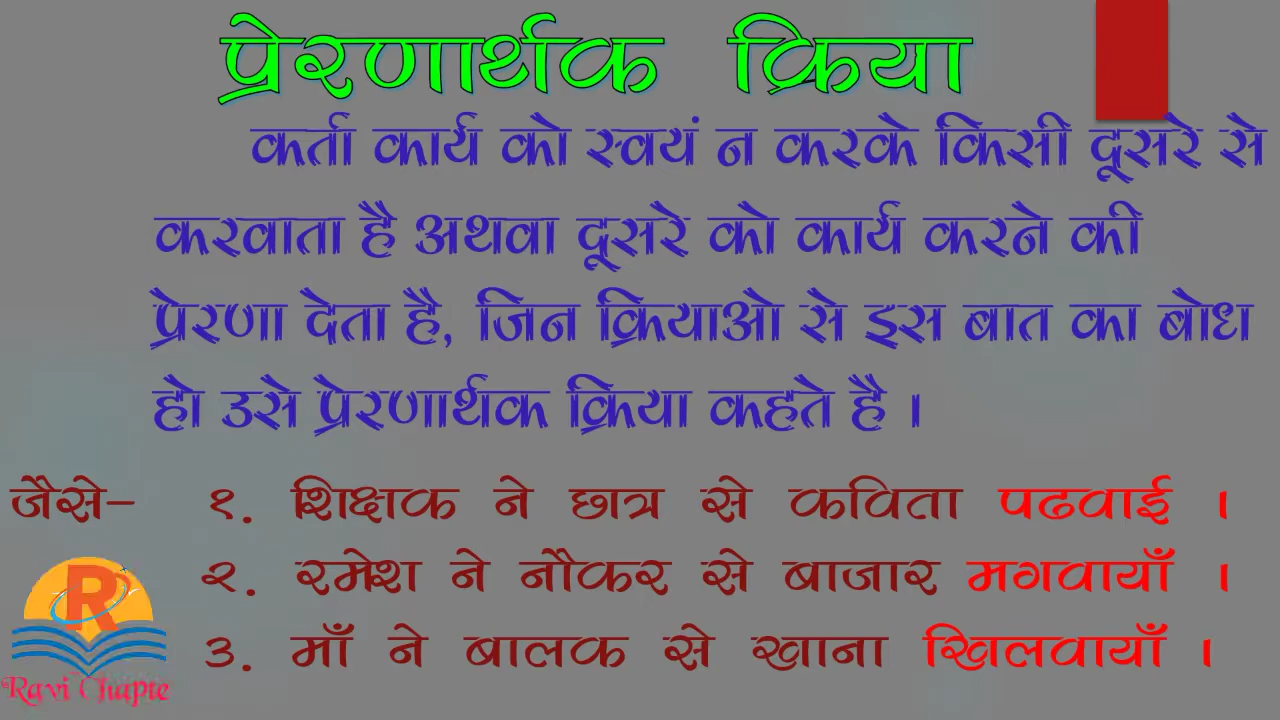 प्रेरणार्थक क्रिया
कर्ता कार्य को स्वयं न करके किसी दूसरे से
करवाता है अथवा दूसरे को कार्य करने की
प्रेरणा देता है, जिन क्रियाओ से इस बात का बोध
हो उसे प्रेरणार्थक क्रिया कहते है ।
जैसे- १. शिक्षक ने छात्र से कविता पढवाई ।
२. रमेश ने नौकर से बाजार मगवायाँ ।
३. माँ ने बालक से खाना खिलवायाँ ।
R
Ravi Chapte